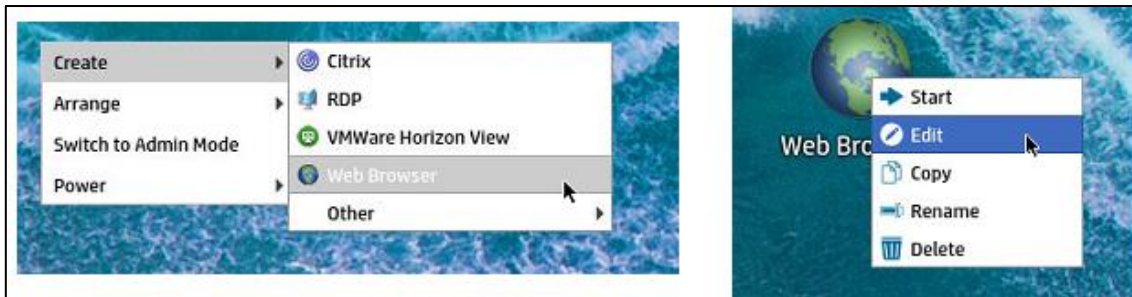 Create
Arrange
Switch to Admin Mode
Power
Citrix
RDP
VMWare Horizon View
Web Browser
Other
Web Bro
Start
Edit
Copy
Rename
Delete